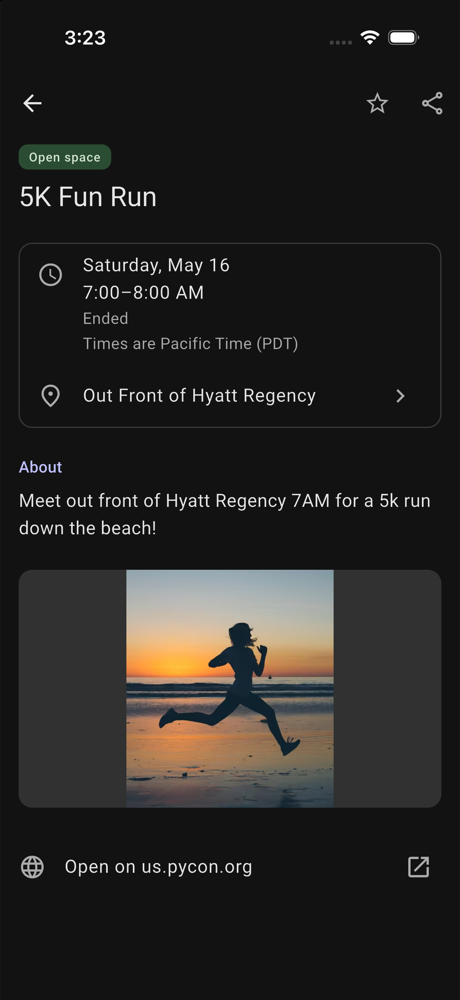 3:23
Open space
5K Fun Run
Saturday, May 16
7:00–8:00 AM
Ended
Times are Pacific Time (PDT)
Out Front of Hyatt Regency
About
Meet out front of Hyatt Regency 7AM for a 5k run
down the beach!
Open on us.pycon.org